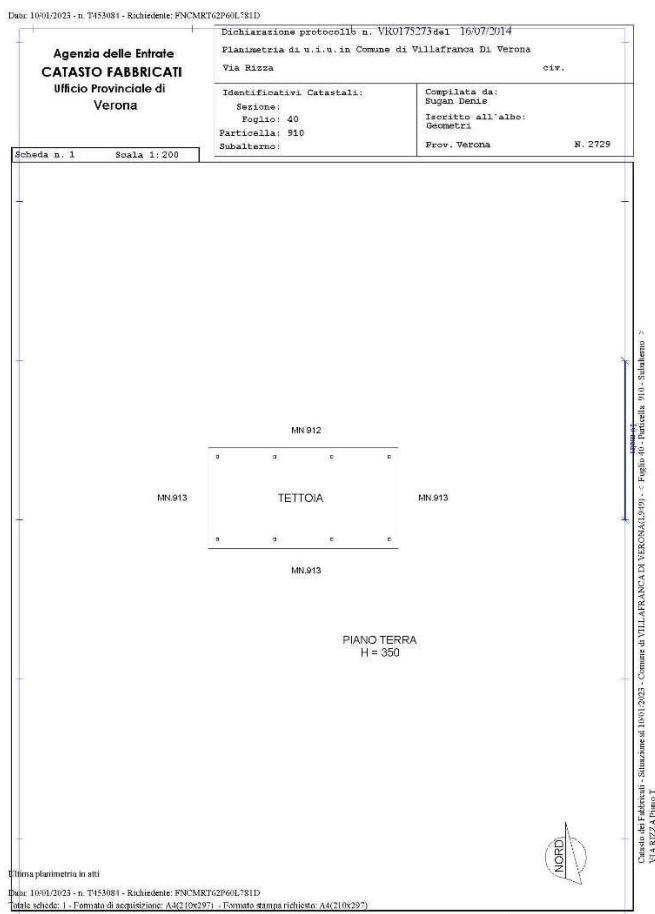 Data: 10/01/2023 - n. T453084 - Richiedente: FNCMRT62P60L781D
Agenzia delle Entrate
CATASTO FABBRICATI
Ufficio Provinciale di
Verona
Dichiarazione protocollo n. VR0175273 del 16/07/2014
Planimetria di u.i.u. in Comune di Villafranca Di Verona
Via Rizza civ.
Identificativi Catastali:
Sezione:
Foglio: 40
Particella: 910
Subalterno:
Compilata da:
Sugan Denis
Iscritto all'albo:
Geometri
Prov. Verona N. 2729
Scheda n. 1 Scala 1:200
MN 912
MN.913
TETTOIA
MN.913
MN.913
PIANO TERRA
H = 350
NORD
10 metri
Catasto dei Fabbricati - Situazione al 10/01/2023 - Comune di VILLAFRANCA DI VERONA(L949) - < Foglio 40 - Particella 910 - Subalterno >
VIA RIZZA Piano T
Ultima planimetria in atti
Data: 10/01/2023 - n. T453084 - Richiedente: FNCMRT62P60L781D
Totale schede: 1 - Formato di acquisizione: A4(210x297) - Formato stampa richiesto: A4(210x297)